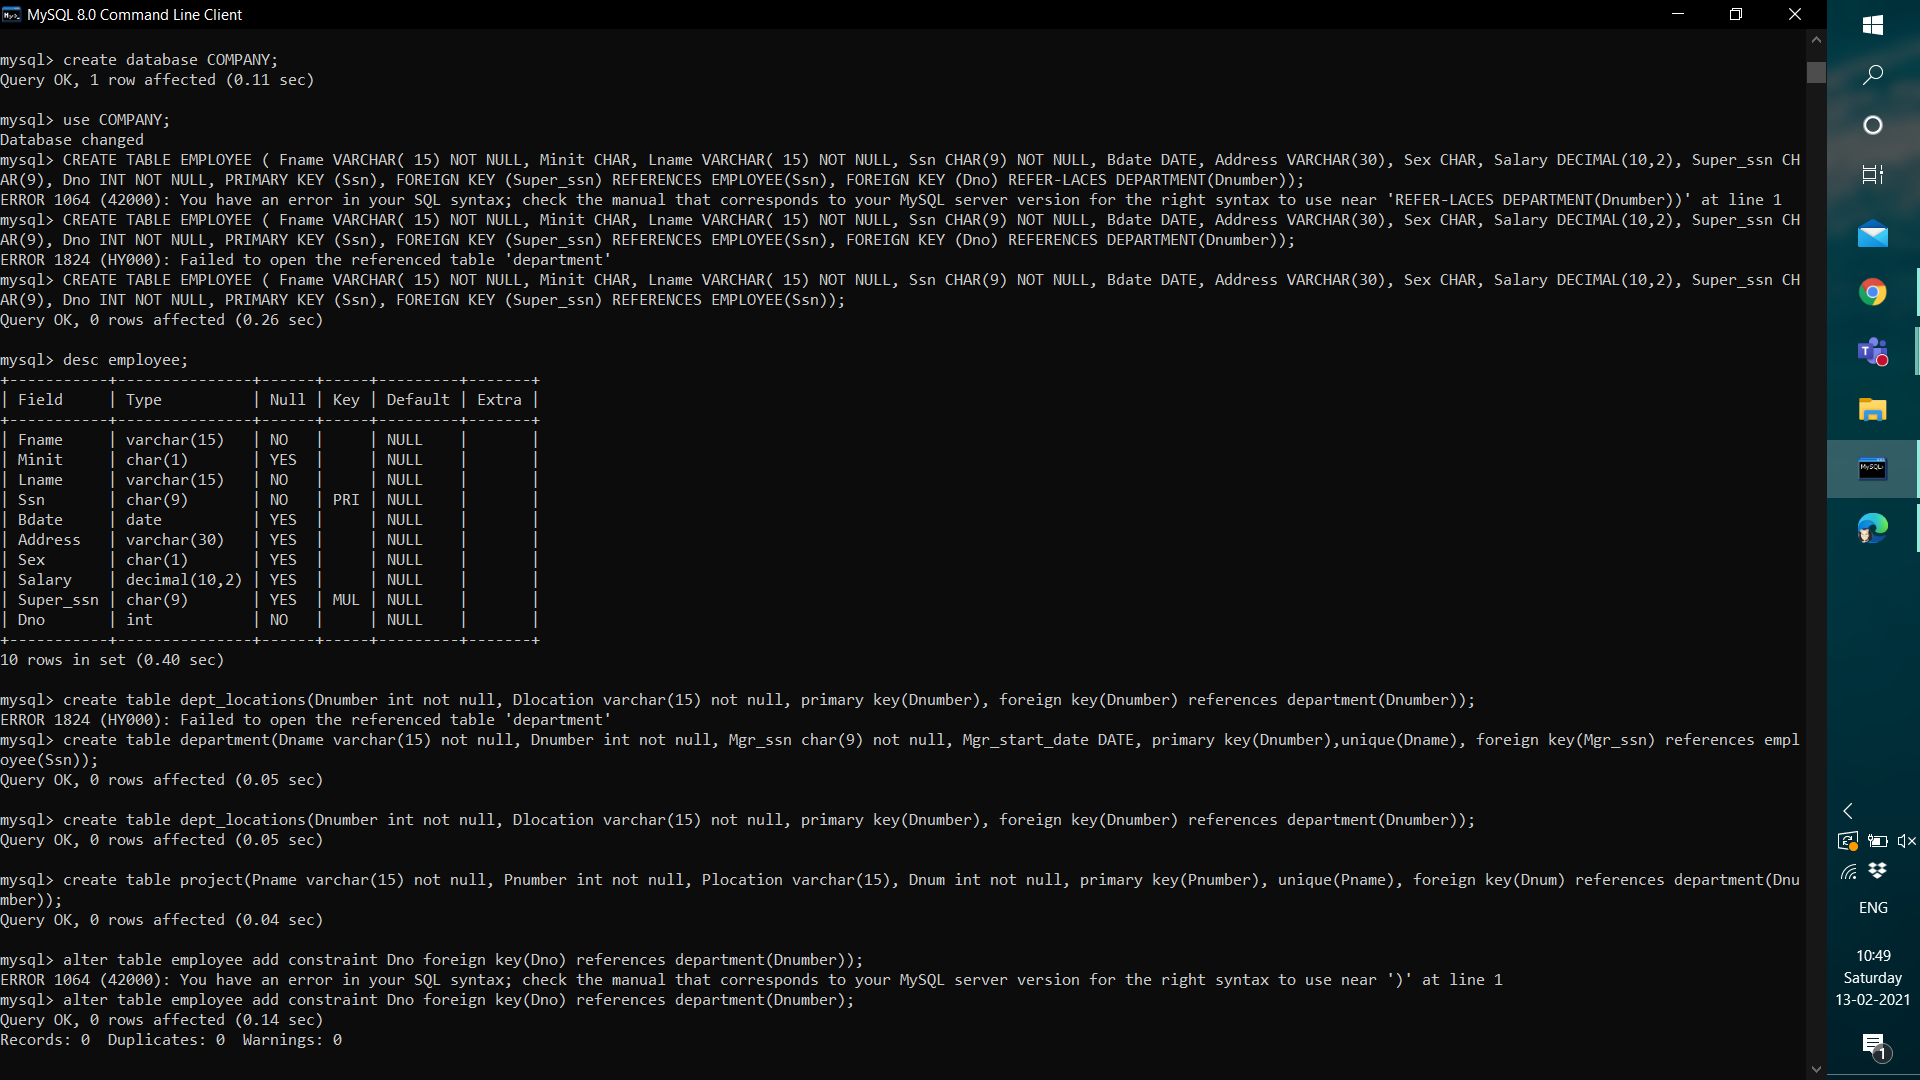 MySQL 8.0 Command Line Client
mysql> create database COMPANY;
Query OK, 1 row affected (0.11 sec)
mysql> use COMPANY;
Database changed
mysql> CREATE TABLE EMPLOYEE ( Fname VARCHAR( 15) NOT NULL, Minit CHAR, Lname VARCHAR( 15) NOT NULL, Ssn CHAR(9) NOT NULL, Bdate DATE, Address VARCHAR(30), Sex CHAR, Salary DECIMAL(10,2), Super_ssn CH
AR(9), Dno INT NOT NULL, PRIMARY KEY (Ssn), FOREIGN KEY (Super_ssn) REFERENCES EMPLOYEE(Ssn), FOREIGN KEY (Dno) REFER-LACES DEPARTMENT(Dnumber));
ERROR 1064 (42000): You have an error in your SQL syntax; check the manual that corresponds to your MySQL server version for the right syntax to use near 'REFER-LACES DEPARTMENT(Dnumber))' at line 1
mysql> CREATE TABLE EMPLOYEE ( Fname VARCHAR( 15) NOT NULL, Minit CHAR, Lname VARCHAR( 15) NOT NULL, Ssn CHAR(9) NOT NULL, Bdate DATE, Address VARCHAR(30), Sex CHAR, Salary DECIMAL(10,2), Super_ssn CH
AR(9), Dno INT NOT NULL, PRIMARY KEY (Ssn), FOREIGN KEY (Super_ssn) REFERENCES EMPLOYEE(Ssn), FOREIGN KEY (Dno) REFERENCES DEPARTMENT(Dnumber));
ERROR 1824 (HY000): Failed to open the referenced table 'department'
mysql> CREATE TABLE EMPLOYEE ( Fname VARCHAR( 15) NOT NULL, Minit CHAR, Lname VARCHAR( 15) NOT NULL, Ssn CHAR(9) NOT NULL, Bdate DATE, Address VARCHAR(30), Sex CHAR, Salary DECIMAL(10,2), Super_ssn CH
AR(9), Dno INT NOT NULL, PRIMARY KEY (Ssn), FOREIGN KEY (Super_ssn) REFERENCES EMPLOYEE(Ssn));
Query OK, 0 rows affected (0.26 sec)
mysql> desc employee;
+-----------+---------------+------+-----+---------+-------+
| Field     | Type          | Null | Key | Default | Extra |
+-----------+---------------+------+-----+---------+-------+
| Fname     | varchar(15)   | NO   |     | NULL    |       |
| Minit     | char(1)       | YES  |     | NULL    |       |
| Lname     | varchar(15)   | NO   |     | NULL    |       |
| Ssn       | char(9)       | NO   | PRI | NULL    |       |
| Bdate     | date          | YES  |     | NULL    |       |
| Address   | varchar(30)   | YES  |     | NULL    |       |
| Sex       | char(1)       | YES  |     | NULL    |       |
| Salary    | decimal(10,2) | YES  |     | NULL    |       |
| Super_ssn | char(9)       | YES  | MUL | NULL    |       |
| Dno       | int           | NO   |     | NULL    |       |
+-----------+---------------+------+-----+---------+-------+
10 rows in set (0.40 sec)
mysql> create table dept_locations(Dnumber int not null, Dlocation varchar(15) not null, primary key(Dnumber), foreign key(Dnumber) references department(Dnumber));
ERROR 1824 (HY000): Failed to open the referenced table 'department'
mysql> create table department(Dname varchar(15) not null, Dnumber int not null, Mgr_ssn char(9) not null, Mgr_start_date DATE, primary key(Dnumber),unique(Dname), foreign key(Mgr_ssn) references empl
oyee(Ssn));
Query OK, 0 rows affected (0.05 sec)
mysql> create table dept_locations(Dnumber int not null, Dlocation varchar(15) not null, primary key(Dnumber), foreign key(Dnumber) references department(Dnumber));
Query OK, 0 rows affected (0.05 sec)
mysql> create table project(Pname varchar(15) not null, Pnumber int not null, Plocation varchar(15), Dnum int not null, primary key(Pnumber), unique(Pname), foreign key(Dnum) references department(Dnu
mber));
Query OK, 0 rows affected (0.04 sec)
mysql> alter table employee add constraint Dno foreign key(Dno) references department(Dnumber));
ERROR 1064 (42000): You have an error in your SQL syntax; check the manual that corresponds to your MySQL server version for the right syntax to use near ')' at line 1
mysql> alter table employee add constraint Dno foreign key(Dno) references department(Dnumber);
Query OK, 0 rows affected (0.14 sec)
Records: 0  Duplicates: 0  Warnings: 0
ENG
10:49
Saturday
13-02-2021
1